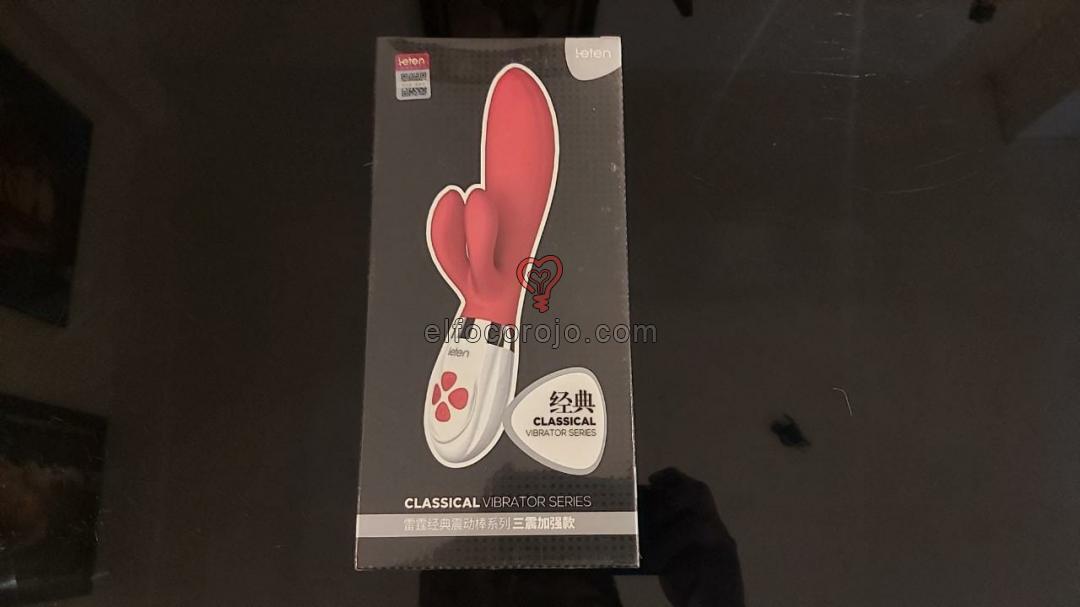 leten
leten
elfocorojo.com
leten
经典
CLASSICAL
VIBRATOR SERIES
CLASSICAL VIBRATOR SERIES
雷霆经典震动棒系列 三震加强款